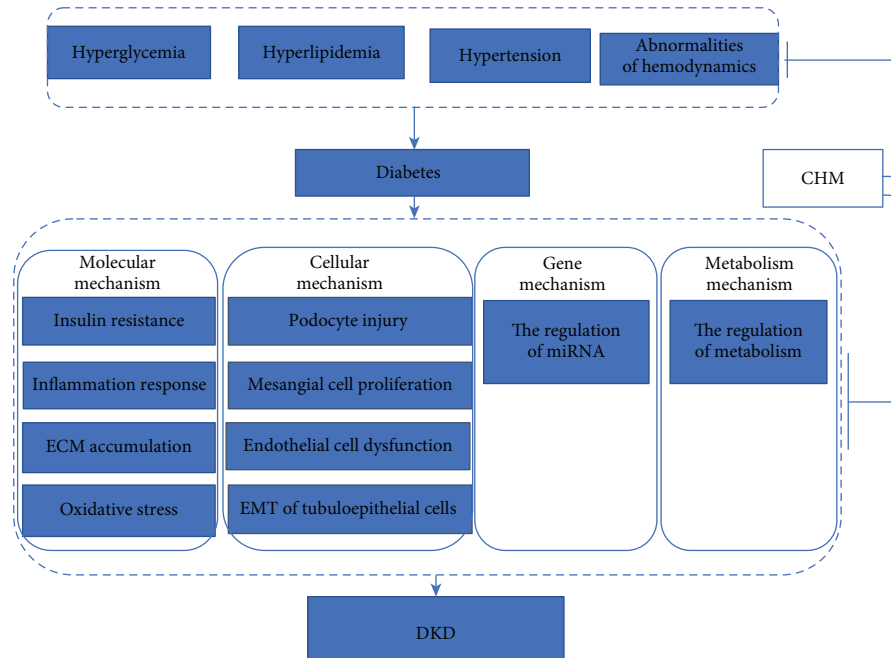 Hyperglycemia
Hyperlipidemia
Hypertension
Abnormalities
of hemodynamics
Diabetes
CHM
Molecular
mechanism
Insulin resistance
Inflammation response
ECM accumulation
Oxidative stress
Cellular
mechanism
Podocyte injury
Mesangial cell proliferation
Endothelial cell dysfunction
EMT of tubuloepithelial cells
Gene
mechanism
The regulation
of miRNA
Metabolism
mechanism
The regulation
of metabolism
DKD